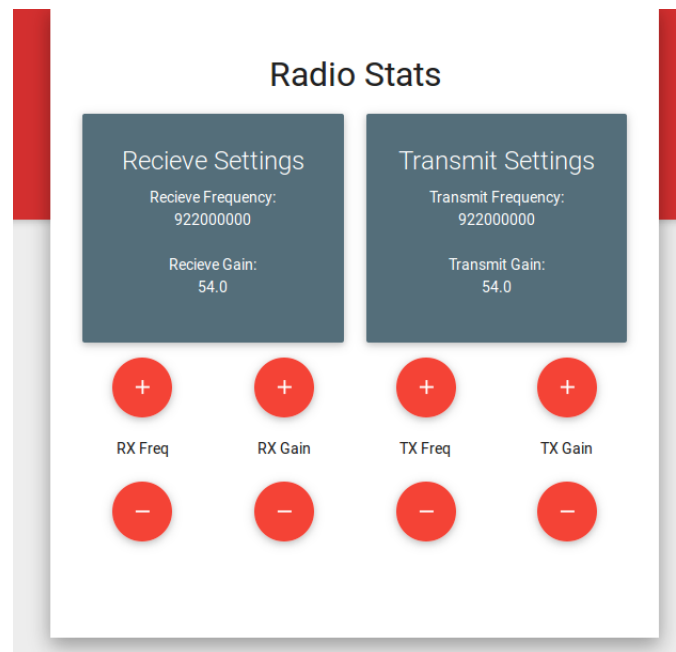 Radio Stats
Recieve Settings
Recieve Frequency:
922000000
Recieve Gain:
54.0
Transmit Settings
Transmit Frequency:
922000000
Transmit Gain:
54.0
+ + + +
RX Freq RX Gain TX Freq TX Gain
− − − −